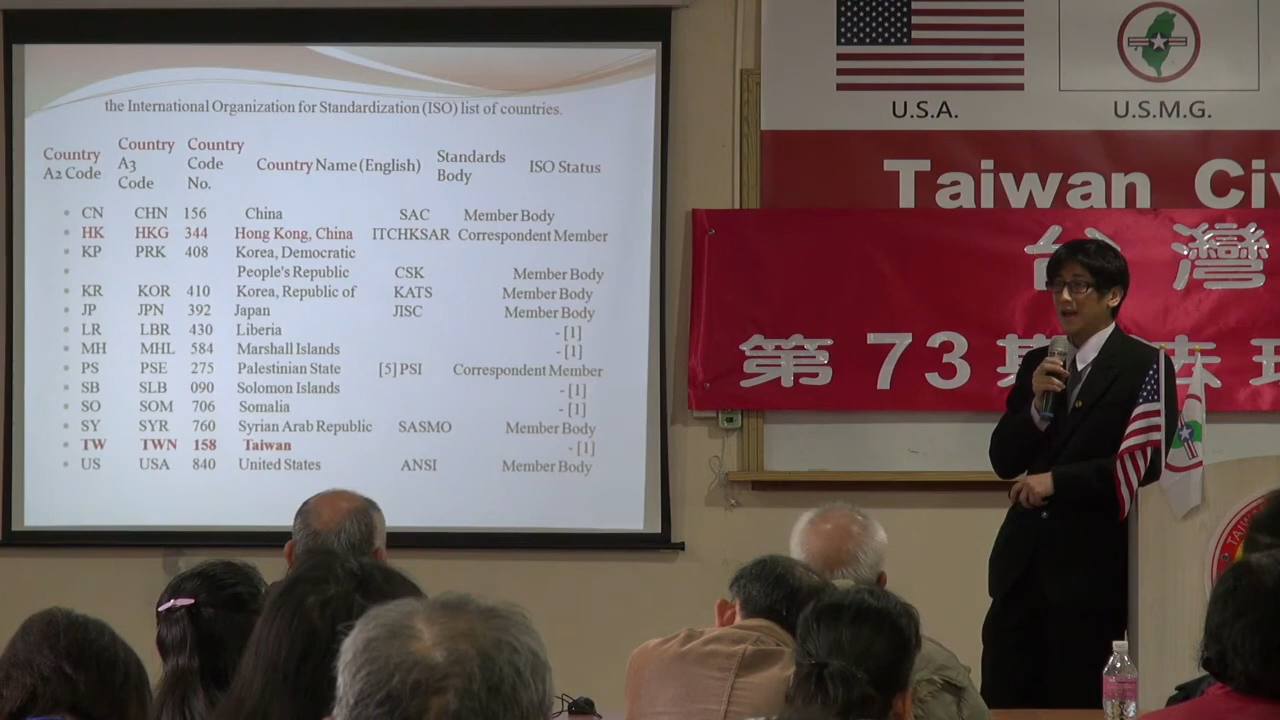 the International Organization for Standardization (ISO) list of countries.
Country A2 Code Country A3 Code Country Code No. Country Name (English) Standards Body ISO Status
• CN CHN 156 China SAC Member Body
• HK HKG 344 Hong Kong, China ITCHKSAR Correspondent Member
• KP PRK 408 Korea, Democratic
• People's Republic CSK Member Body
• KR KOR 410 Korea, Republic of KATS Member Body
• JP JPN 392 Japan JISC Member Body
• LR LBR 430 Liberia - [1]
• MH MHL 584 Marshall Islands - [1]
• PS PSE 275 Palestinian State [5] PSI Correspondent Member
• SB SLB 090 Solomon Islands - [1]
• SO SOM 706 Somalia - [1]
• SY SYR 760 Syrian Arab Republic SASMO Member Body
• TW TWN 158 Taiwan - [1]
• US USA 840 United States ANSI Member Body
U.S.A.
U.S.M.G.
Taiwan Ci
台灣
第73期法